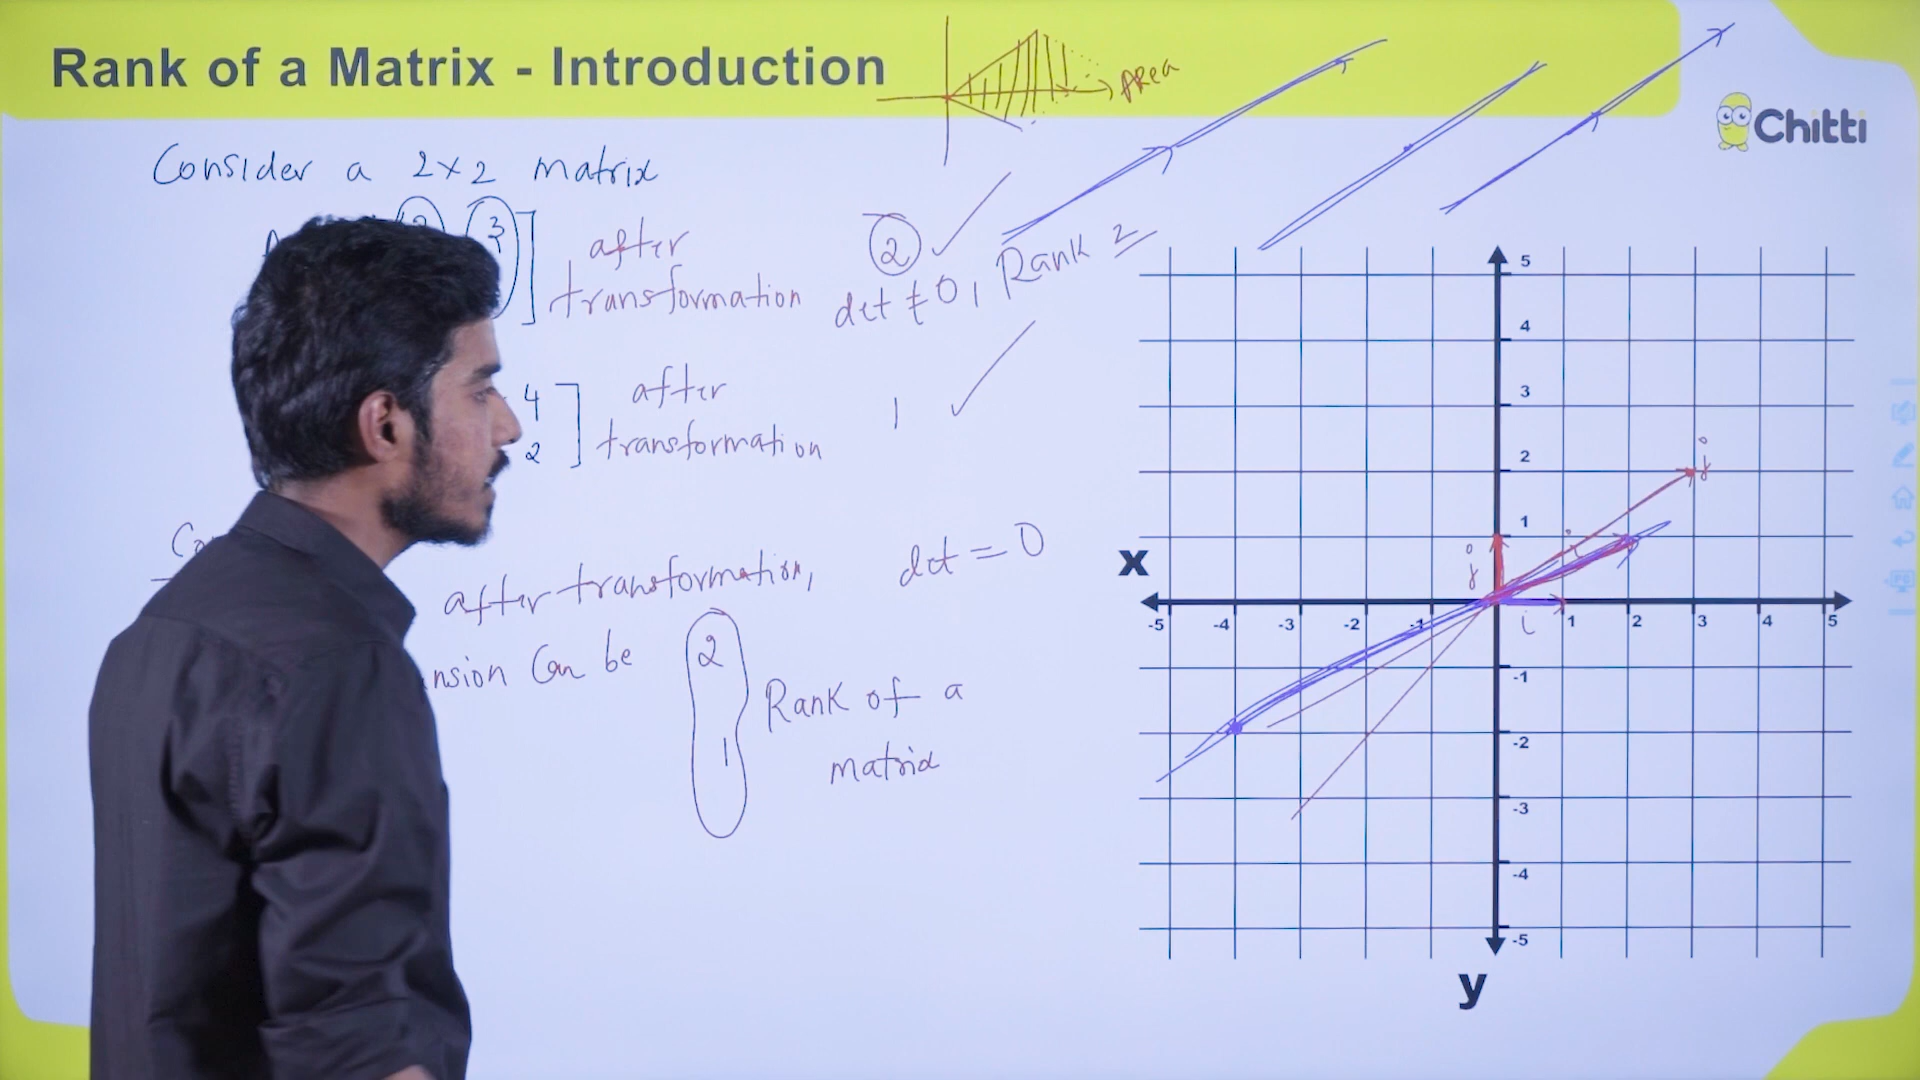 Rank of a Matrix - Introduction
AREA
Chitti
Consider a 2×2 matrix
3
after
transformation
2
det ≠ 0, Rank 2
4
2
after
transformation
1
after transformation, det = 0
Can be
2
1
Rank of a
matrix
5
4
3
2
1
x
-5 -4 -3 -2 -1 1 2 3 4 5
-1
-2
-3
-4
-5
y
i
j
i
j